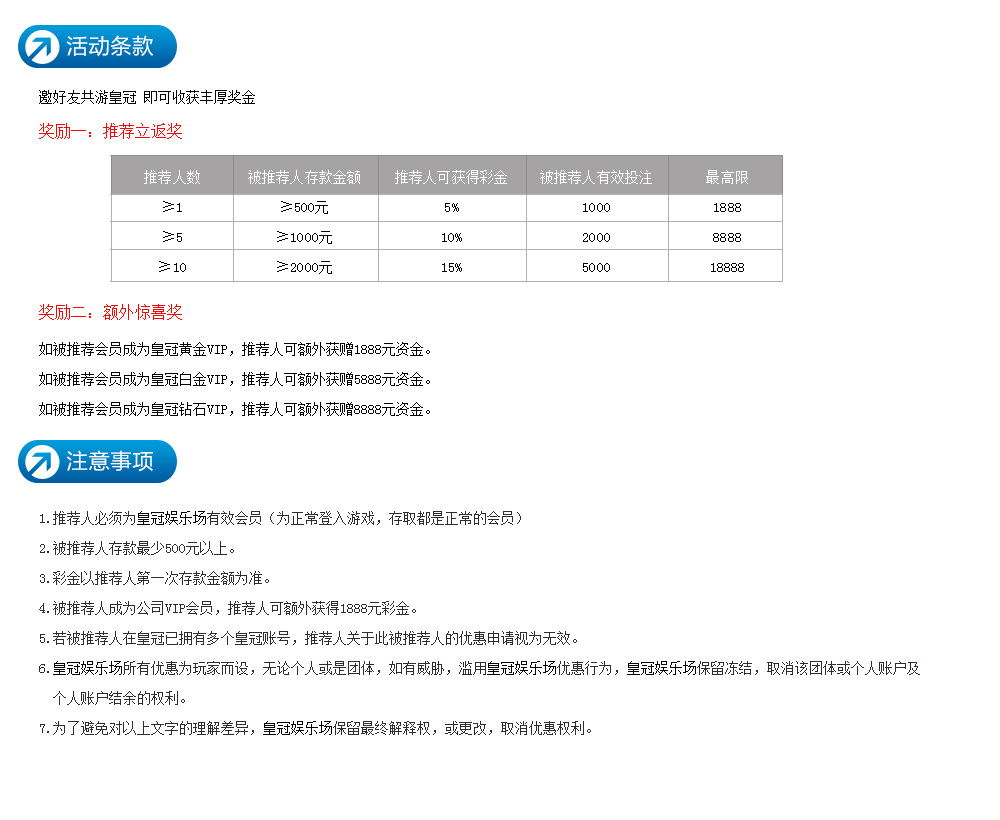 活动条款
邀好友共游皇冠 即可收获丰厚奖金
奖励一：推荐立返奖
推荐人数 被推荐人存款金额 推荐人可获得彩金 被推荐人有效投注 最高限
≥1 ≥500元 5% 1000 1888
≥5 ≥1000元 10% 2000 8888
≥10 ≥2000元 15% 5000 18888
奖励二：额外惊喜奖
如被推荐会员成为皇冠黄金VIP，推荐人可额外获赠1888元资金。
如被推荐会员成为皇冠白金VIP，推荐人可额外获赠5888元资金。
如被推荐会员成为皇冠钻石VIP，推荐人可额外获赠8888元资金。
注意事项
1.推荐人必须为皇冠娱乐场有效会员（为正常登入游戏，存取都是正常的会员）
2.被推荐人存款最少500元以上。
3.彩金以推荐人第一次存款金额为准。
4.被推荐人成为公司VIP会员，推荐人可额外获得1888元彩金。
5.若被推荐人在皇冠已拥有多个皇冠账号，推荐人关于此被推荐人的优惠申请视为无效。
6.皇冠娱乐场所有优惠为玩家而设，无论个人或是团体，如有威胁，滥用皇冠娱乐场优惠行为，皇冠娱乐场保留冻结，取消该团体或个人账户及
个人账户结余的权利。
7.为了避免对以上文字的理解差异，皇冠娱乐场保留最终解释权，或更改，取消优惠权利。